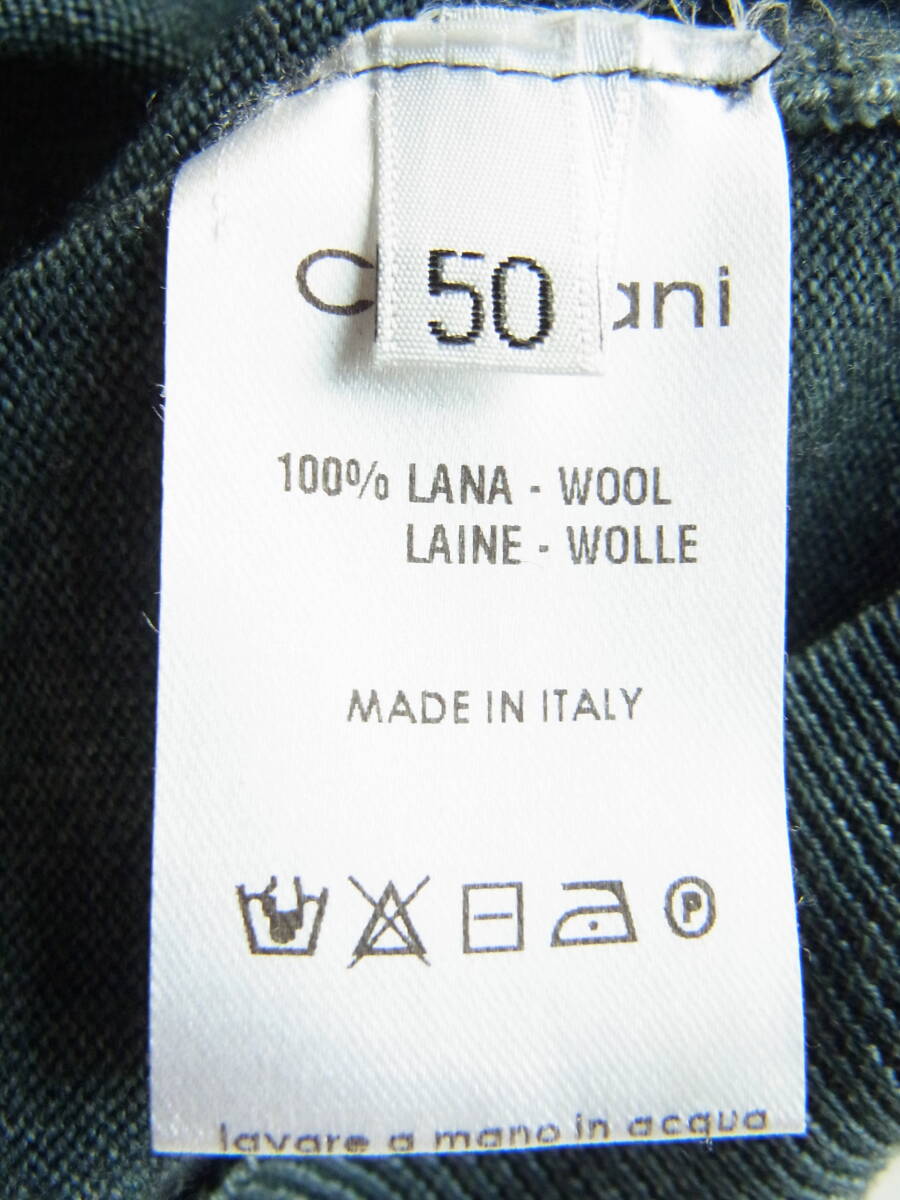 50
100% LANA - WOOL
LAINE - WOLLE
MADE IN ITALY
P
lavare a mano in acqua